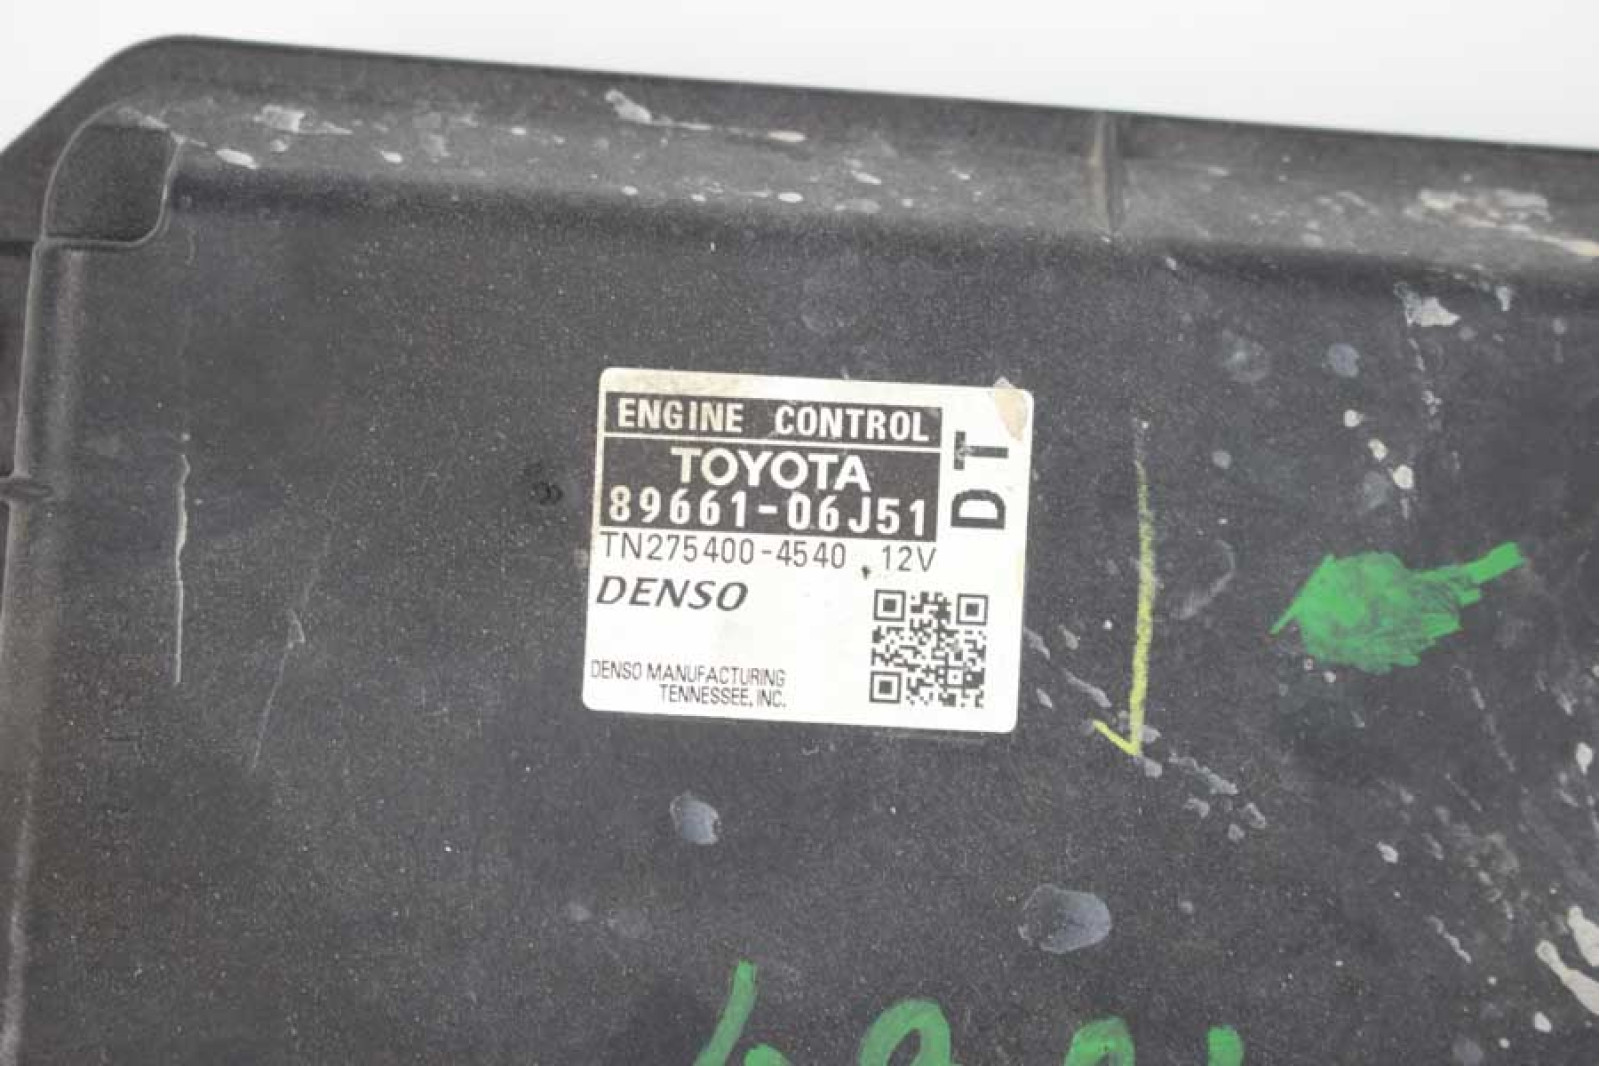 ENGINE CONTROL
TOYOTA
89661-06J51
DT
TN275400-4540 12V
DENSO
DENSO MANUFACTURING
TENNESSEE, INC.